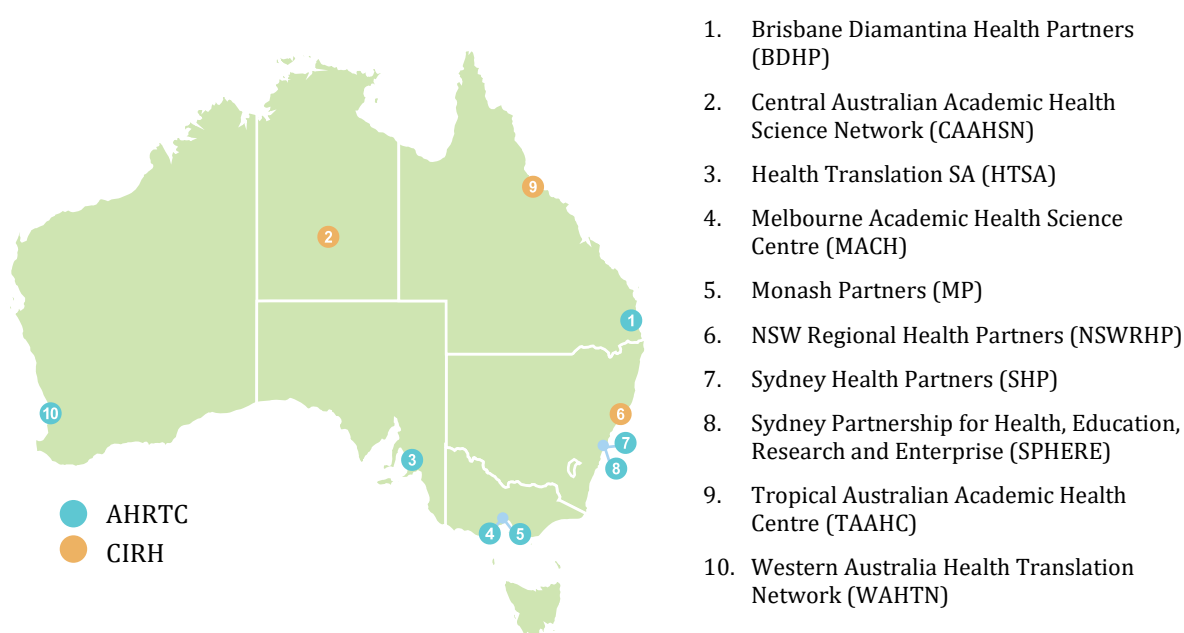 9
2
1
10
6
7
3
8
4
5
AHRTC
CIRH
1. Brisbane Diamantina Health Partners
(BDHP)
2. Central Australian Academic Health
Science Network (CAAHSN)
3. Health Translation SA (HTSA)
4. Melbourne Academic Health Science
Centre (MACH)
5. Monash Partners (MP)
6. NSW Regional Health Partners (NSWRHP)
7. Sydney Health Partners (SHP)
8. Sydney Partnership for Health, Education,
Research and Enterprise (SPHERE)
9. Tropical Australian Academic Health
Centre (TAAHC)
10. Western Australia Health Translation
Network (WAHTN)